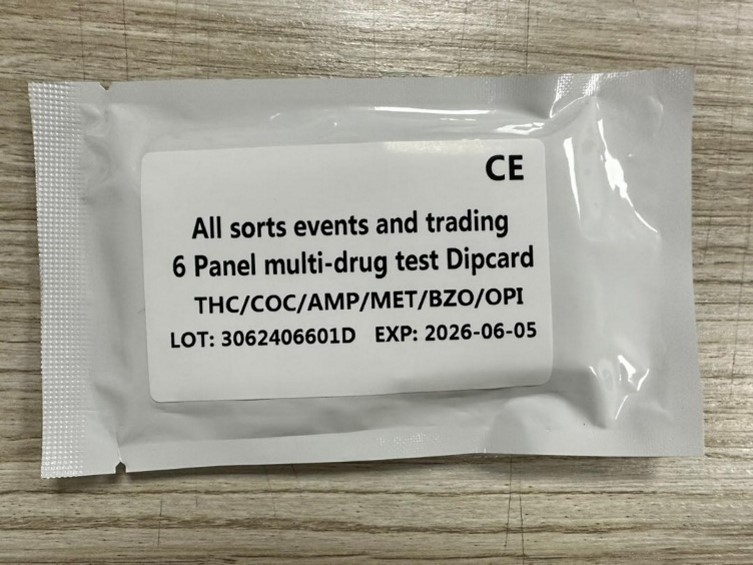 CE
All sorts events and trading
6 Panel multi-drug test Dipcard
THC/COC/AMP/MET/BZO/OPI
LOT: 3062406601D EXP: 2026-06-05